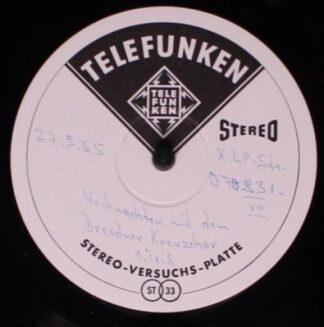 TELEFUNKEN
TELE
FUN
KEN
STEREO
27.9.65
Weihnachten mit dem
Dresdner Kreuzchor
1. Teil
STEREO-VERSUCHS-PLATTE
ST 33